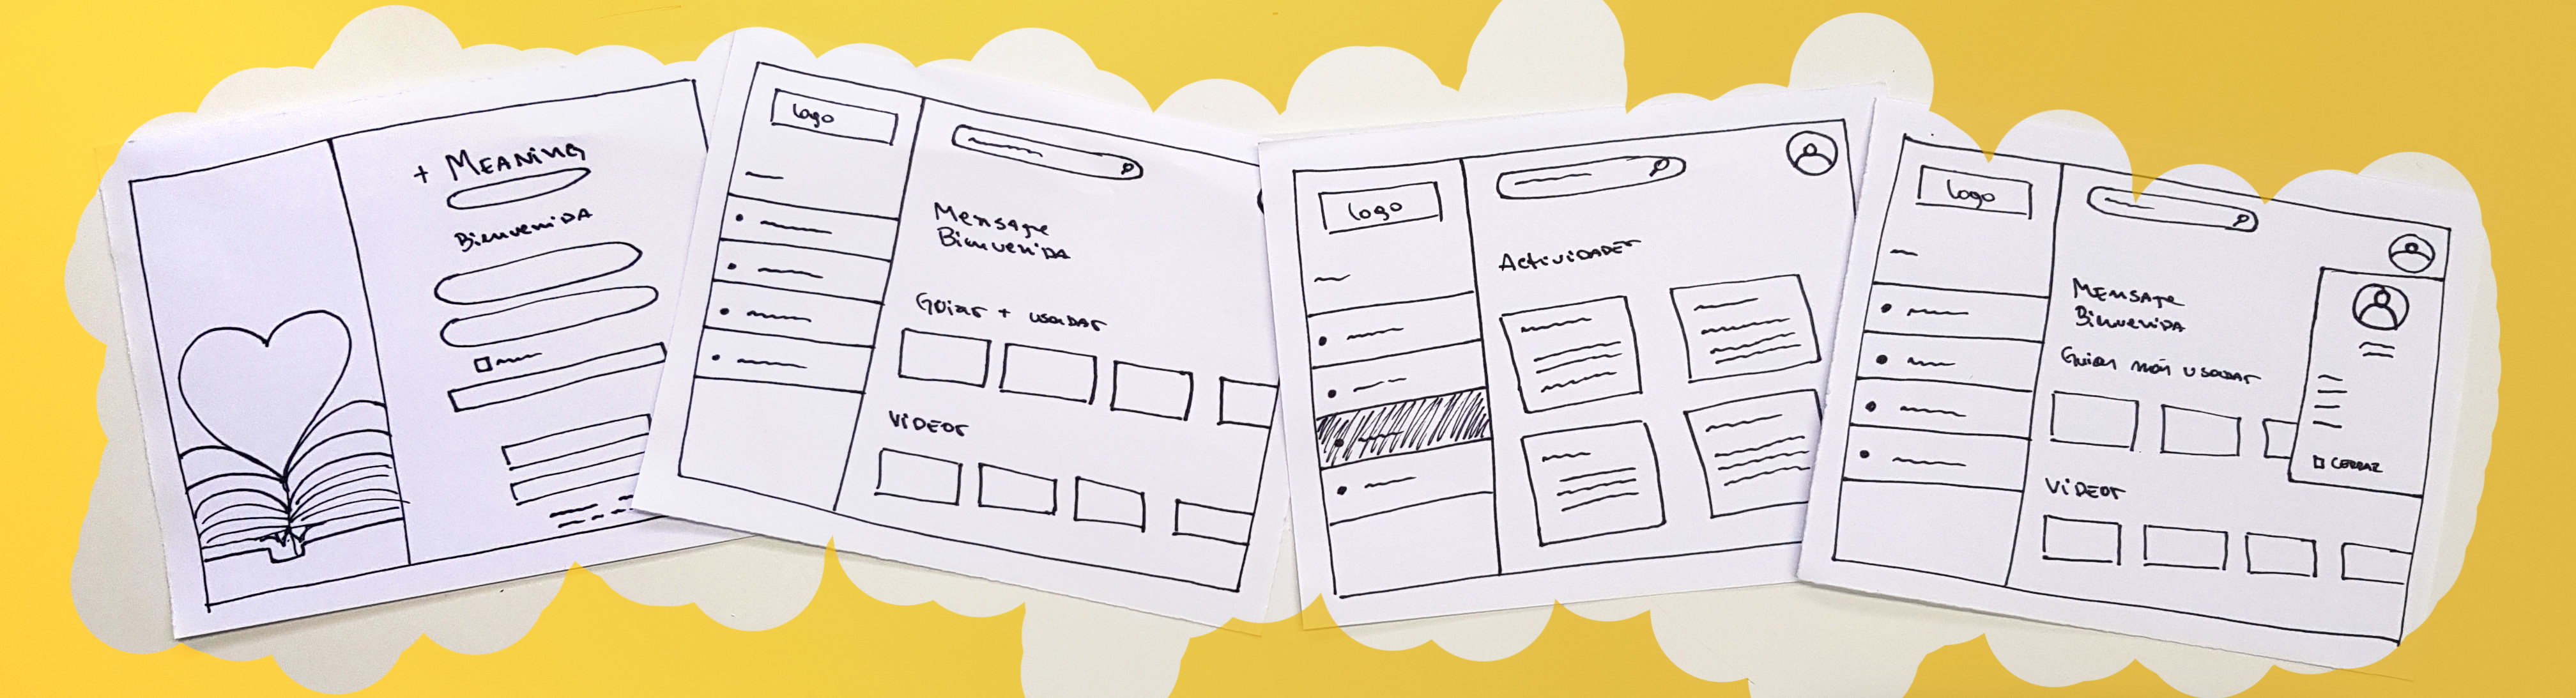 + MEANING
BienveniDA
Logo
Mensaje
BienveniDA
Guias + usadas
ViDEOS
Logo
ActiviDADES
Logo
MENSAJE
BienveniDA
Guias más usadas
CERRAR
ViDEOS